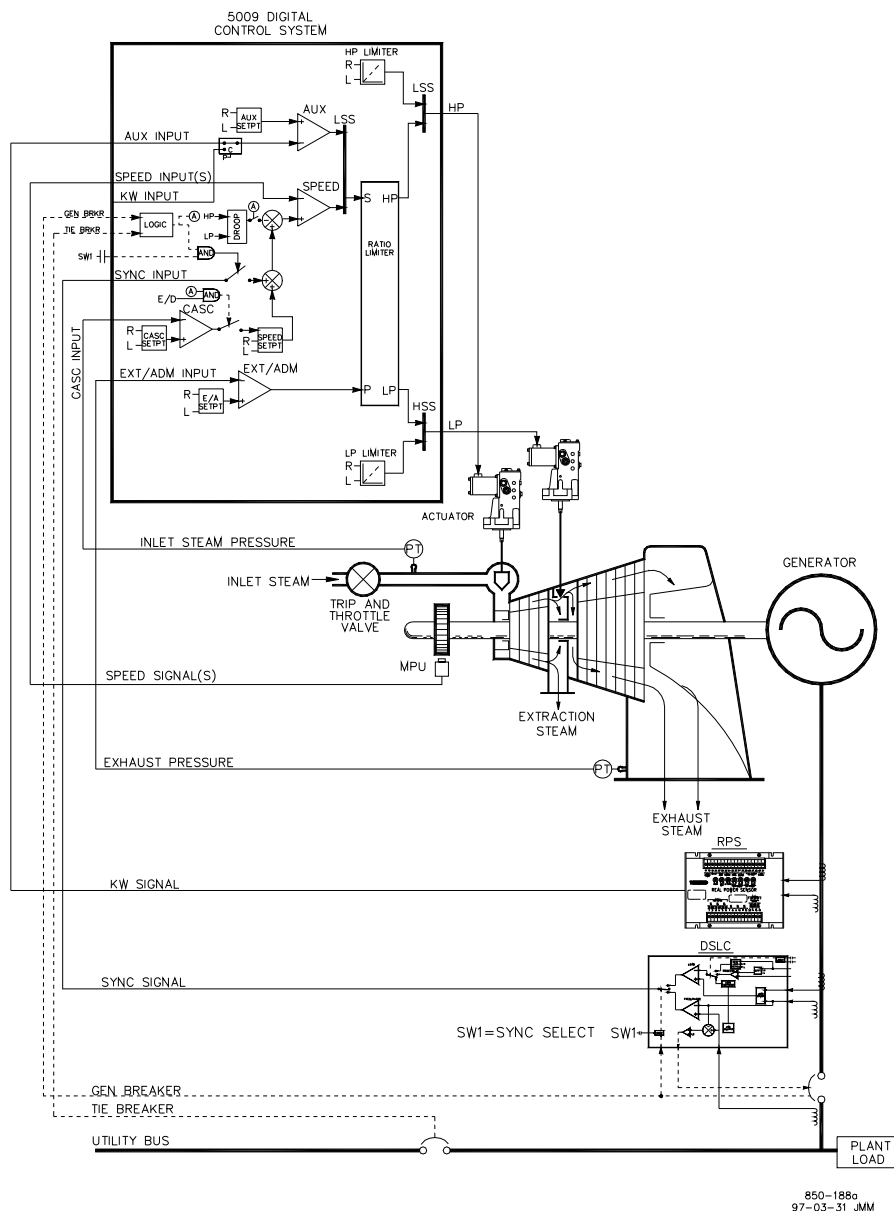 5009 DIGITAL
CONTROL SYSTEM
HP LIMITER
R
L
LSS
HP
R
L
AUX
SETPT
AUX
LSS
AUX INPUT
C
P
SPEED INPUT(S)
SPEED
KW INPUT
S HP
GEN BRKR
TIE BRKR
LOGIC
A
HP
LP
DROOP
A
RATIO
LIMITER
SW1
AND
SYNC INPUT
A
E/D
AND
CASC
R
L
CASC
SETPT
R
L
SPEED
SETPT
CASC INPUT
EXT/ADM INPUT
EXT/ADM
R
L
E/A
SETPT
P LP
HSS
LP
LP LIMITER
R
L
ACTUATOR
INLET STEAM PRESSURE
PT
INLET STEAM
TRIP AND
THROTTLE
VALVE
GENERATOR
MPU
SPEED SIGNAL(S)
EXTRACTION
STEAM
EXHAUST PRESSURE
PT
EXHAUST
STEAM
RPS
KW SIGNAL
REAL POWER SENSOR
DSLC
SYNC SIGNAL
SW1=SYNC SELECT
SW1
GEN BREAKER
TIE BREAKER
UTILITY BUS
PLANT
LOAD
850-188a
97-03-31 JMM